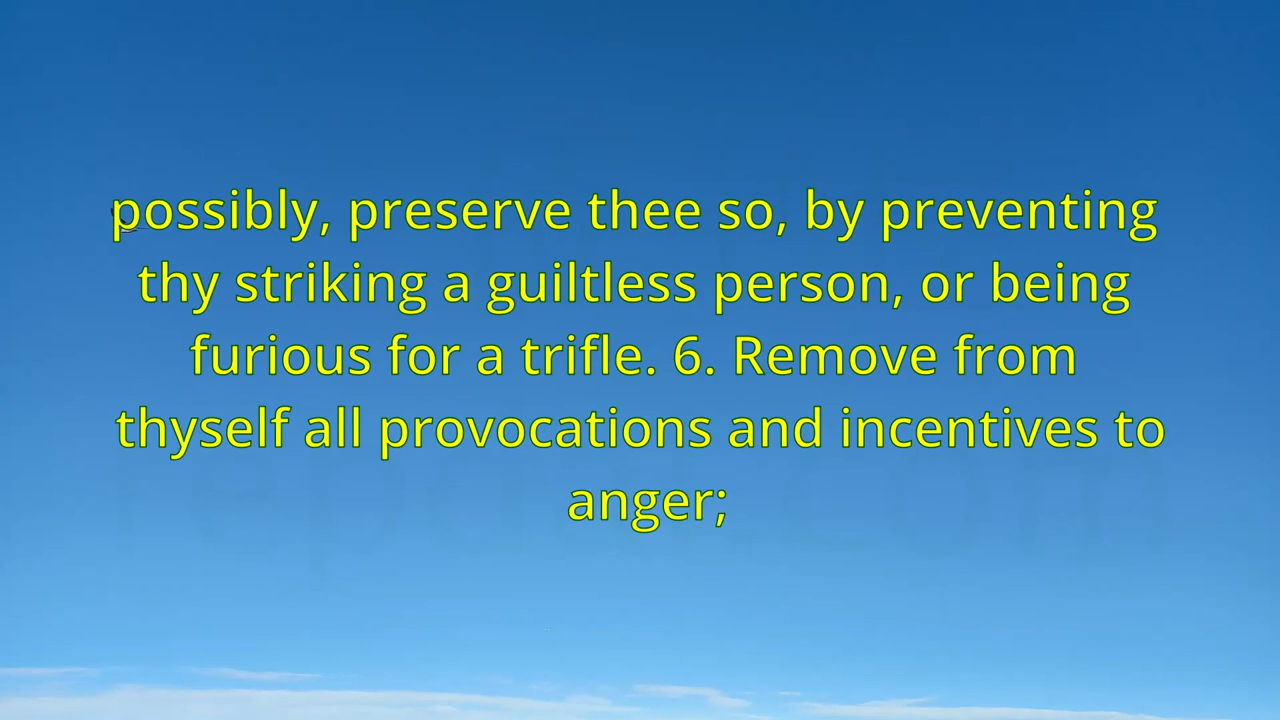 possibly, preserve thee so, by preventing
thy striking a guiltless person, or being
furious for a trifle. 6. Remove from
thyself all provocations and incentives to
anger;